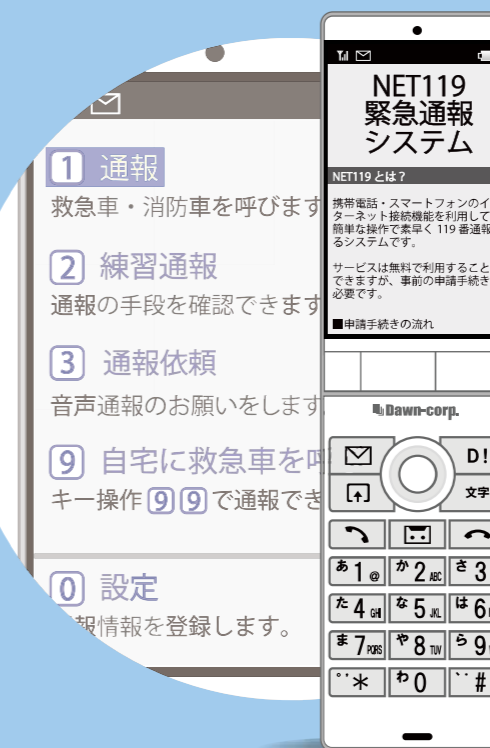 1 通報
救急車・消防車を呼びます
2 練習通報
通報の手段を確認できます
3 通報依頼
音声通報のお願いをします
9 自宅に救急車を呼
キー操作 9 9 で通報でき
0 設定
報情報を登録します。
NET119
緊急通報
システム
NET119 とは？
携帯電話・スマートフォンのイ
ターネット接続機能を利用して
簡単な操作で素早く 119 番通報
るシステムです。
サービスは無料で利用すること
できますが、事前の申請手続き
必要です。
■申請手続きの流れ
Dawn-corp.
D!
文字
あ 1 @ か 2 ABC さ 3
た 4 GHI な 5 JKL は 6
ま 7 PQRS や 8 TUV ら 9
* わ 0 #